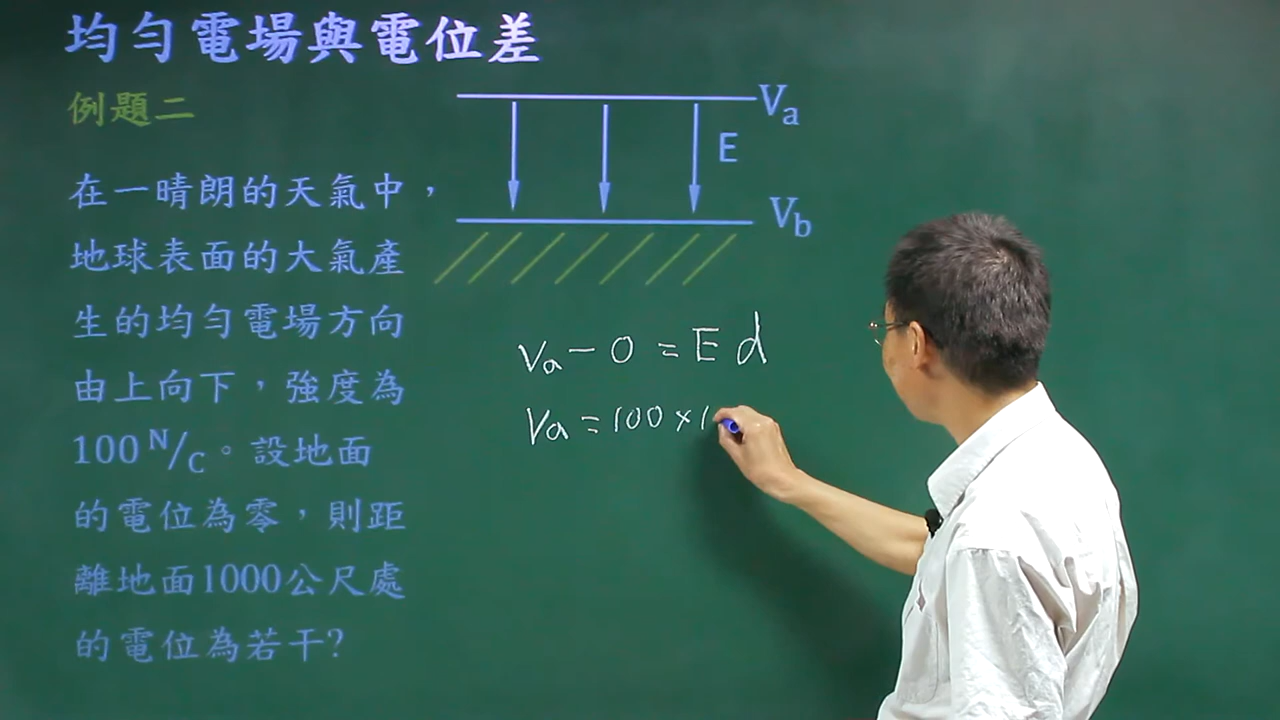 均勻電場與電位差
例題二
在一晴朗的天氣中，
地球表面的大氣產
生的均勻電場方向
由上向下，強度為
100 N/C。設地面
的電位為零，則距
離地面1000公尺處
的電位為若干?
Va
E
Vb
Va - 0 = E d
Va = 100 × 1